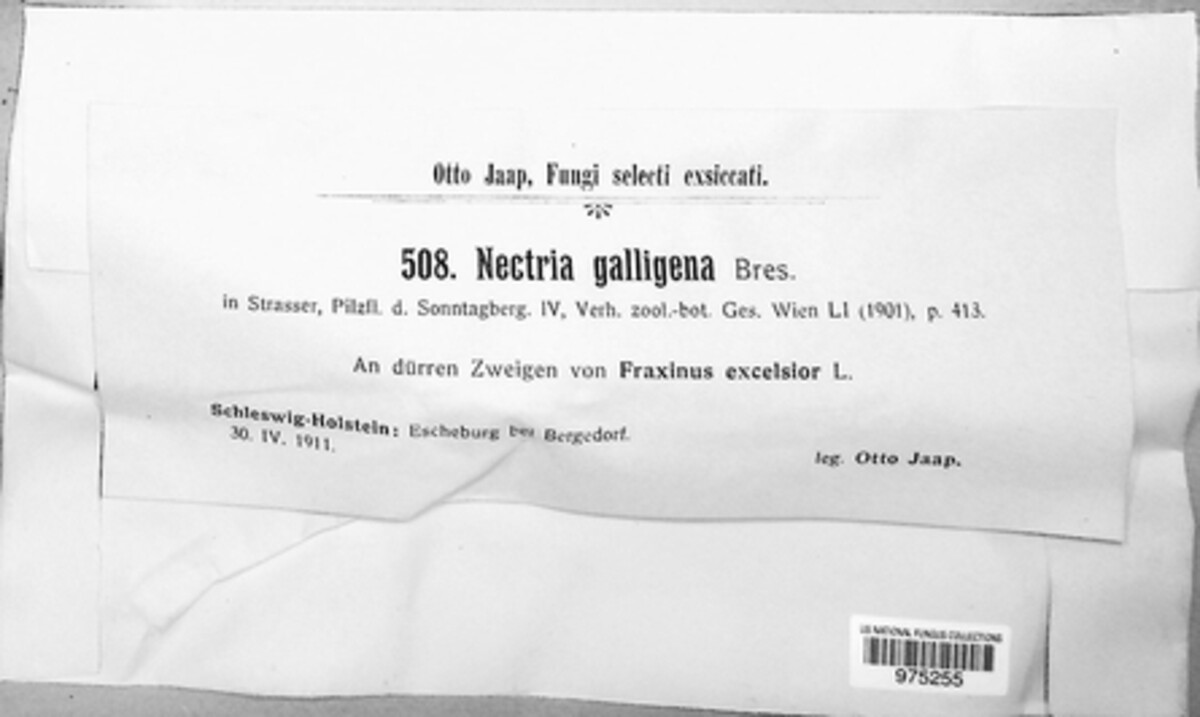 Otto Jaap, Fungi selecti exsiccati.
508. Nectria galligena Bres.
in Strasser, Pilzfl. d. Sonntagberg. IV, Verh. zool.-bot. Ges. Wien LI (1901), p. 413.
An dürren Zweigen von Fraxinus excelsior L.
Schleswig-Holstein: Escheburg bei Bergedorf.
30. IV. 1911.
leg. Otto Jaap.
US NATIONAL FUNGUS COLLECTIONS
975255